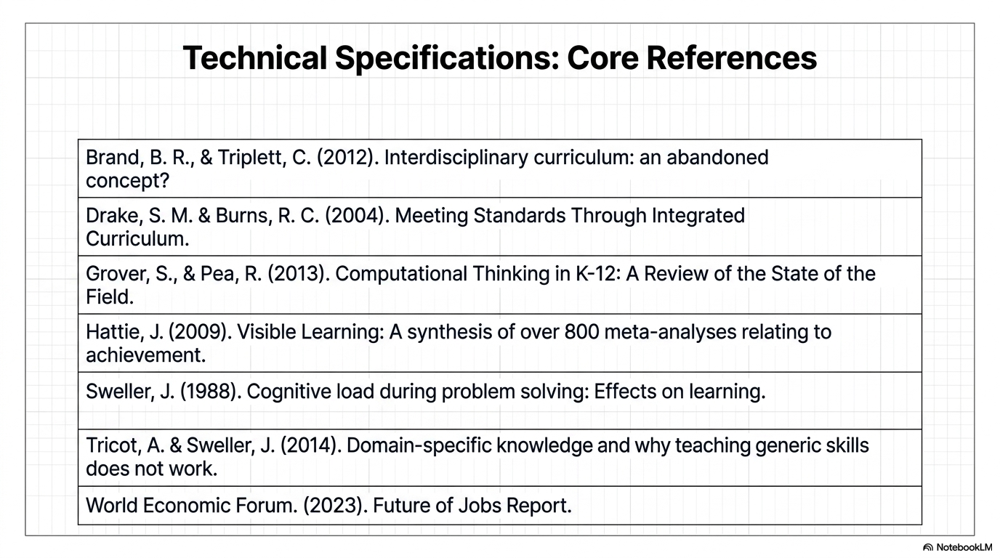 Technical Specifications: Core References
Brand, B. R., & Triplett, C. (2012). Interdisciplinary curriculum: an abandoned
concept?
Drake, S. M. & Burns, R. C. (2004). Meeting Standards Through Integrated
Curriculum.
Grover, S., & Pea, R. (2013). Computational Thinking in K-12: A Review of the State of the
Field.
Hattie, J. (2009). Visible Learning: A synthesis of over 800 meta-analyses relating to
achievement.
Sweller, J. (1988). Cognitive load during problem solving: Effects on learning.
Tricot, A. & Sweller, J. (2014). Domain-specific knowledge and why teaching generic skills
does not work.
World Economic Forum. (2023). Future of Jobs Report.
NotebookLM